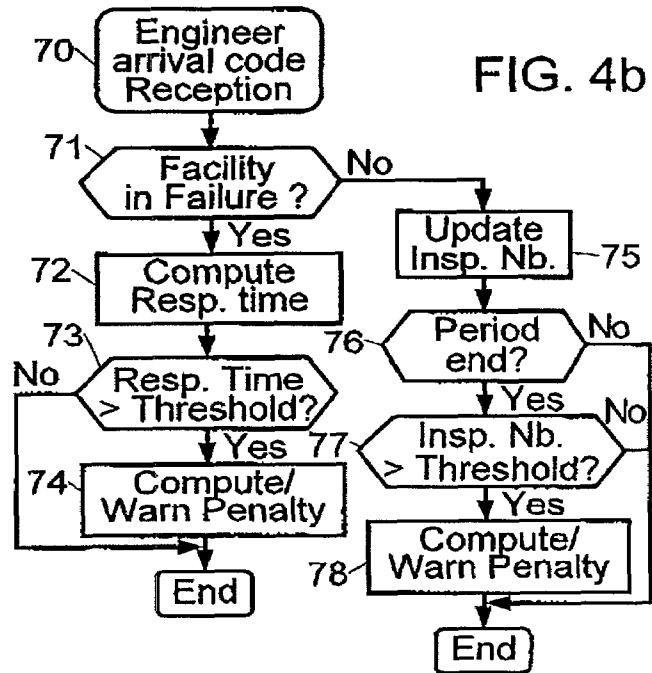 70
Engineer
arrival code
Reception
FIG. 4b
71
Facility
in Failure ?
No
Yes
72
Compute
Resp. time
73
No
Resp. Time
> Threshold?
Yes
74
Compute/
Warn Penalty
End
Update
Insp. Nb.
75
76
Period
end?
No
Yes
77
Insp. Nb.
> Threshold?
No
Yes
78
Compute/
Warn Penalty
End